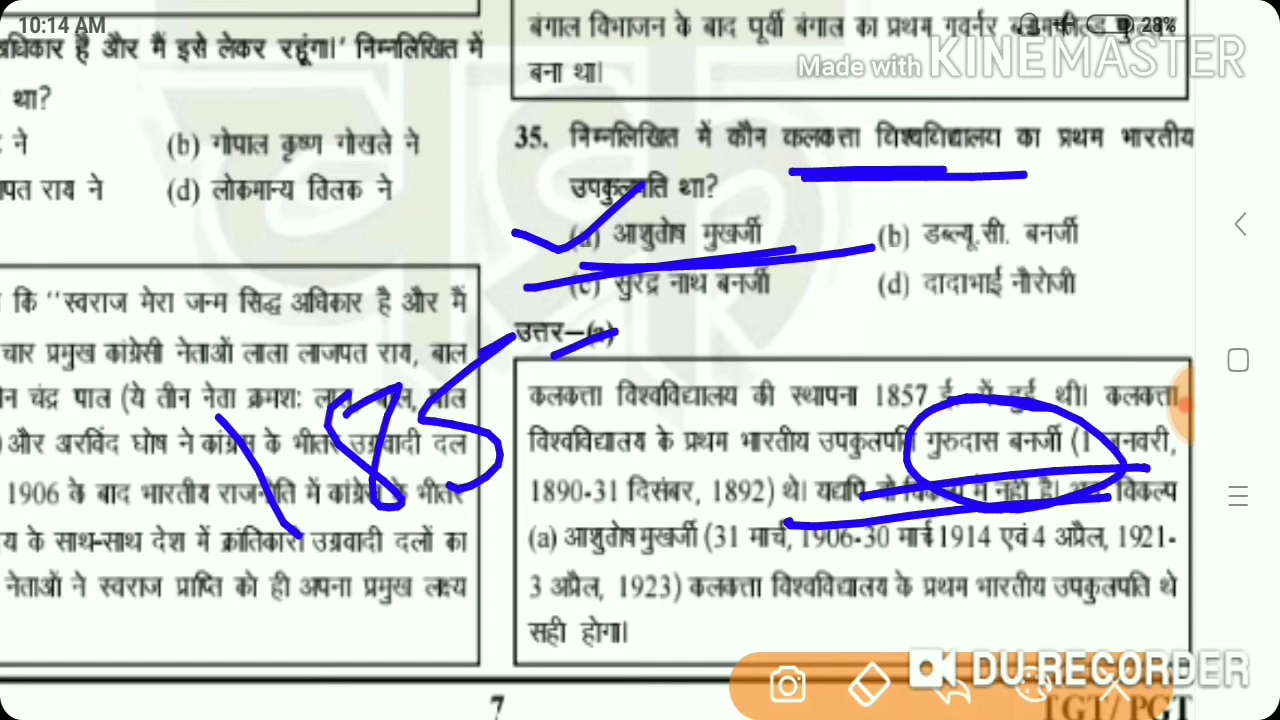 10:14 AM
28%
Made with KINEMASTER
धिकार है और मैं इसे लेकर रहूंगा।' निम्नलिखित में
था?
ने
(b) गोपाल कृष्ण गोखले ने
पत राय ने
(d) लोकमान्य तिलक ने
कि "स्वराज मेरा जन्म सिद्ध अधिकार है और मैं
चार प्रमुख कांग्रेसी नेताओं लाला लाजपत राय, बाल
न चंद्र पाल (ये तीन नेता क्रमश: लाल, बाल, पाल
और अरविंद घोष ने कांग्रेस के भीतर उग्रवादी दल
1906 के बाद भारतीय राजनीति में कांग्रेस के भीतर
य के साथ-साथ देश में क्रांतिकारी उग्रवादी दलों का
नेताओं ने स्वराज प्राप्ति को ही अपना प्रमुख लक्ष्य
185
बंगाल विभाजन के बाद पूर्वी बंगाल का प्रथम गवर्नर
बना था।
35. निम्नलिखित में कौन कलकत्ता विश्वविद्यालय का प्रथम भारतीय
उपकुलपति था?
(a) आशुतोष मुखर्जी
(b) डब्ल्यू.सी. बनर्जी
(c) सुरेंद्र नाथ बनर्जी
(d) दादाभाई नौरोजी
उत्तर—(a)
कलकत्ता विश्वविद्यालय की स्थापना 1857 ई. में हुई थी। कलकत्ता
विश्वविद्यालय के प्रथम भारतीय उपकुलपति गुरुदास बनर्जी (1 जनवरी,
1890-31 दिसंबर, 1892) थे। यद्यपि वो विकल्प में नहीं है। अतः विकल्प
(a) आशुतोष मुखर्जी (31 मार्च, 1906-30 मार्च 1914 एवं 4 अप्रैल, 1921-
3 अप्रैल, 1923) कलकत्ता विश्वविद्यालय के प्रथम भारतीय उपकुलपति थे
सही होगा।
DU RECORDER
7
TGT/ PGT